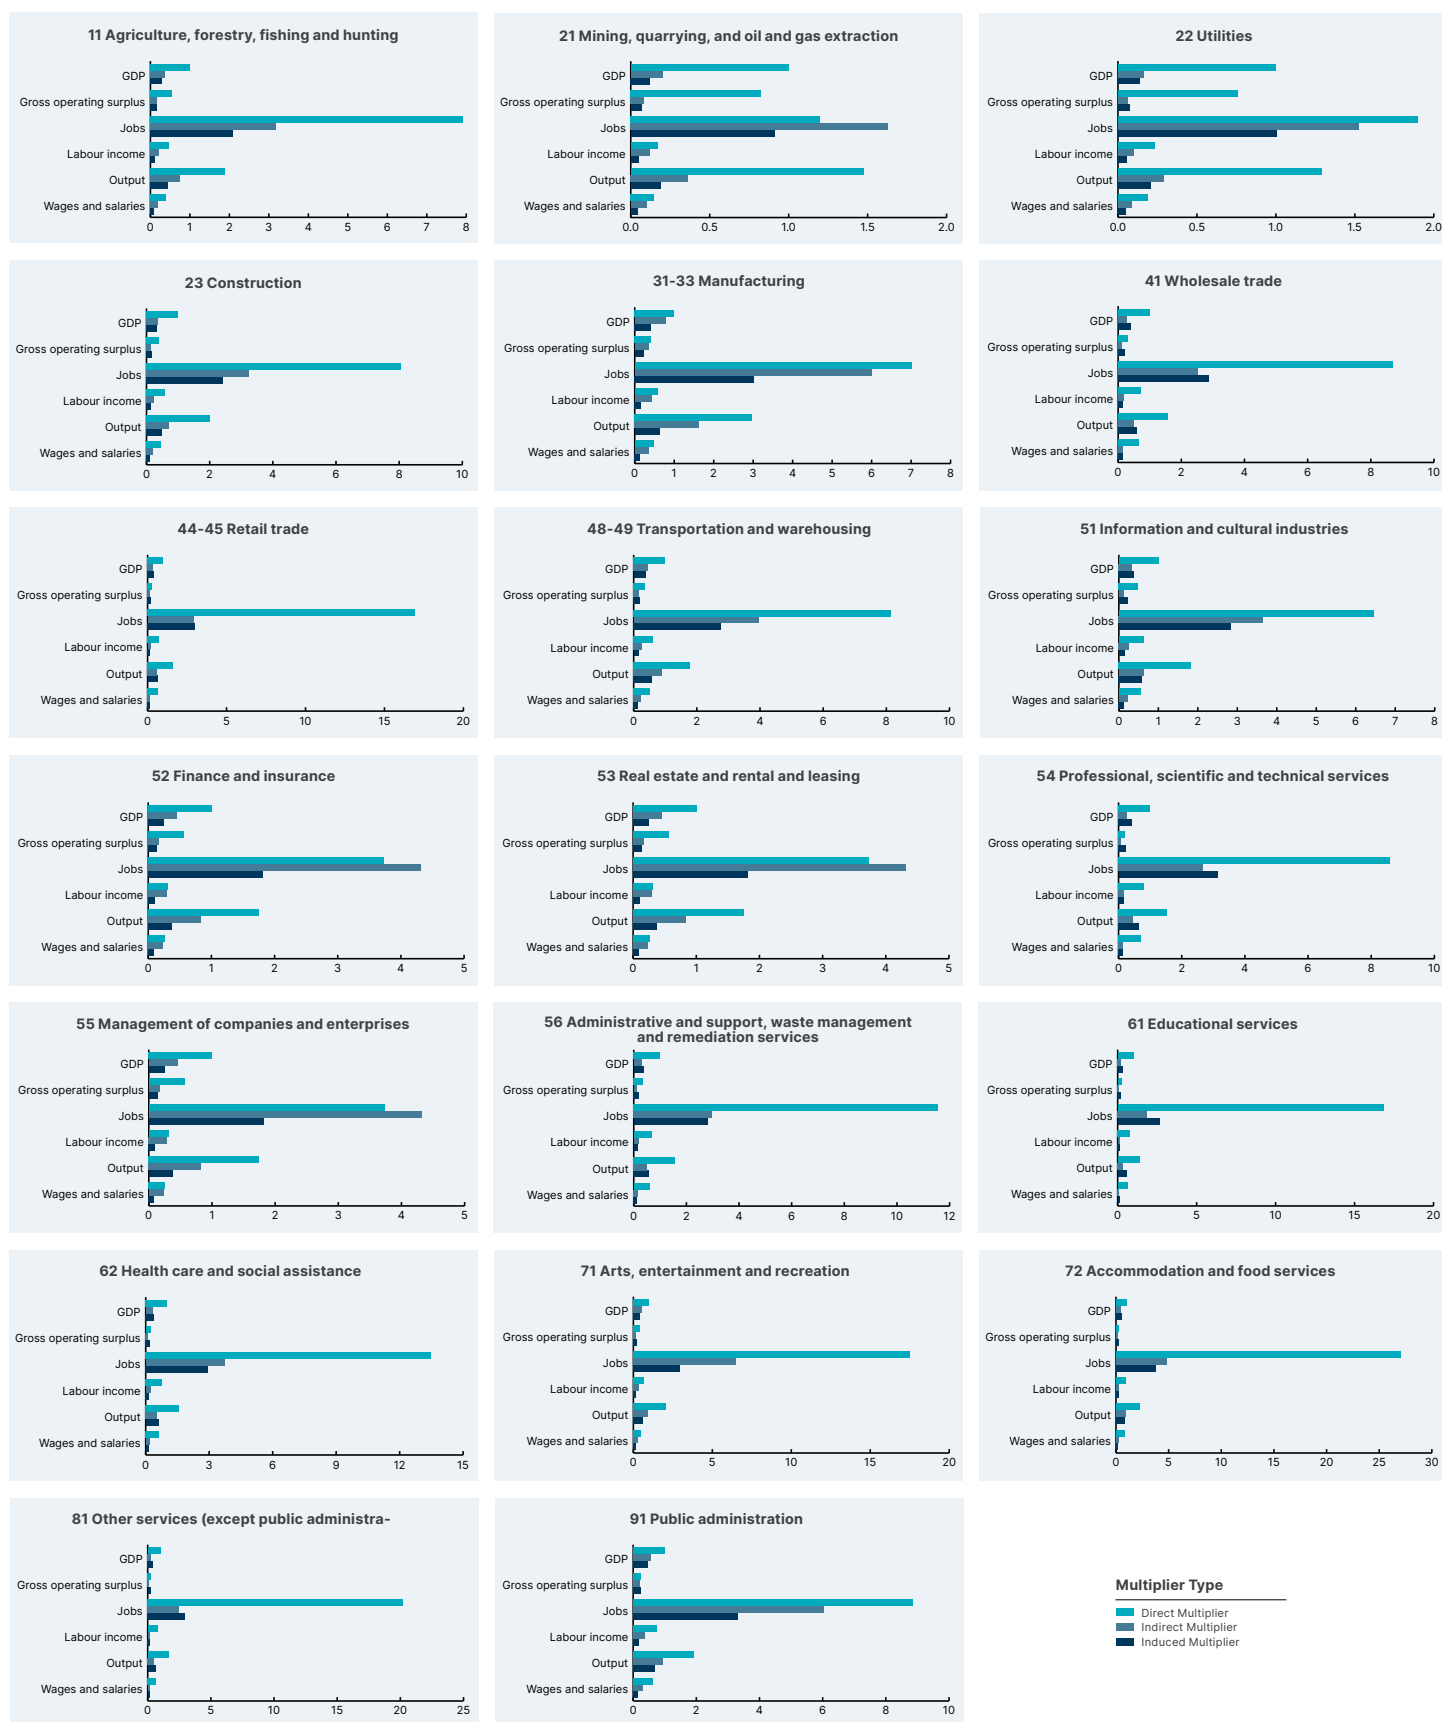 11 Agriculture, forestry, fishing and hunting
GDP
Gross operating surplus
Jobs
Labour income
Output
Wages and salaries
0 1 2 3 4 5 6 7 8
21 Mining, quarrying, and oil and gas extraction
GDP
Gross operating surplus
Jobs
Labour income
Output
Wages and salaries
0.0 0.5 1.0 1.5 2.0
22 Utilities
GDP
Gross operating surplus
Jobs
Labour income
Output
Wages and salaries
0.0 0.5 1.0 1.5 2.0
23 Construction
GDP
Gross operating surplus
Jobs
Labour income
Output
Wages and salaries
0 2 4 6 8 10
31-33 Manufacturing
GDP
Gross operating surplus
Jobs
Labour income
Output
Wages and salaries
0 1 2 3 4 5 6 7 8
41 Wholesale trade
GDP
Gross operating surplus
Jobs
Labour income
Output
Wages and salaries
0 2 4 6 8 10
44-45 Retail trade
GDP
Gross operating surplus
Jobs
Labour income
Output
Wages and salaries
0 5 10 15 20
48-49 Transportation and warehousing
GDP
Gross operating surplus
Jobs
Labour income
Output
Wages and salaries
0 2 4 6 8 10
51 Information and cultural industries
GDP
Gross operating surplus
Jobs
Labour income
Output
Wages and salaries
0 1 2 3 4 5 6 7 8
52 Finance and insurance
GDP
Gross operating surplus
Jobs
Labour income
Output
Wages and salaries
0 1 2 3 4 5
53 Real estate and rental and leasing
GDP
Gross operating surplus
Jobs
Labour income
Output
Wages and salaries
0 1 2 3 4 5
54 Professional, scientific and technical services
GDP
Gross operating surplus
Jobs
Labour income
Output
Wages and salaries
0 2 4 6 8 10
55 Management of companies and enterprises
GDP
Gross operating surplus
Jobs
Labour income
Output
Wages and salaries
0 1 2 3 4 5
56 Administrative and support, waste management
and remediation services
GDP
Gross operating surplus
Jobs
Labour income
Output
Wages and salaries
0 2 4 6 8 10 12
61 Educational services
GDP
Gross operating surplus
Jobs
Labour income
Output
Wages and salaries
0 5 10 15 20
62 Health care and social assistance
GDP
Gross operating surplus
Jobs
Labour income
Output
Wages and salaries
0 3 6 9 12 15
71 Arts, entertainment and recreation
GDP
Gross operating surplus
Jobs
Labour income
Output
Wages and salaries
0 5 10 15 20
72 Accommodation and food services
GDP
Gross operating surplus
Jobs
Labour income
Output
Wages and salaries
0 5 10 15 20 25 30
81 Other services (except public administra-
GDP
Gross operating surplus
Jobs
Labour income
Output
Wages and salaries
0 5 10 15 20 25
91 Public administration
GDP
Gross operating surplus
Jobs
Labour income
Output
Wages and salaries
0 2 4 6 8 10
Multiplier Type
Direct Multiplier
Indirect Multiplier
Induced Multiplier